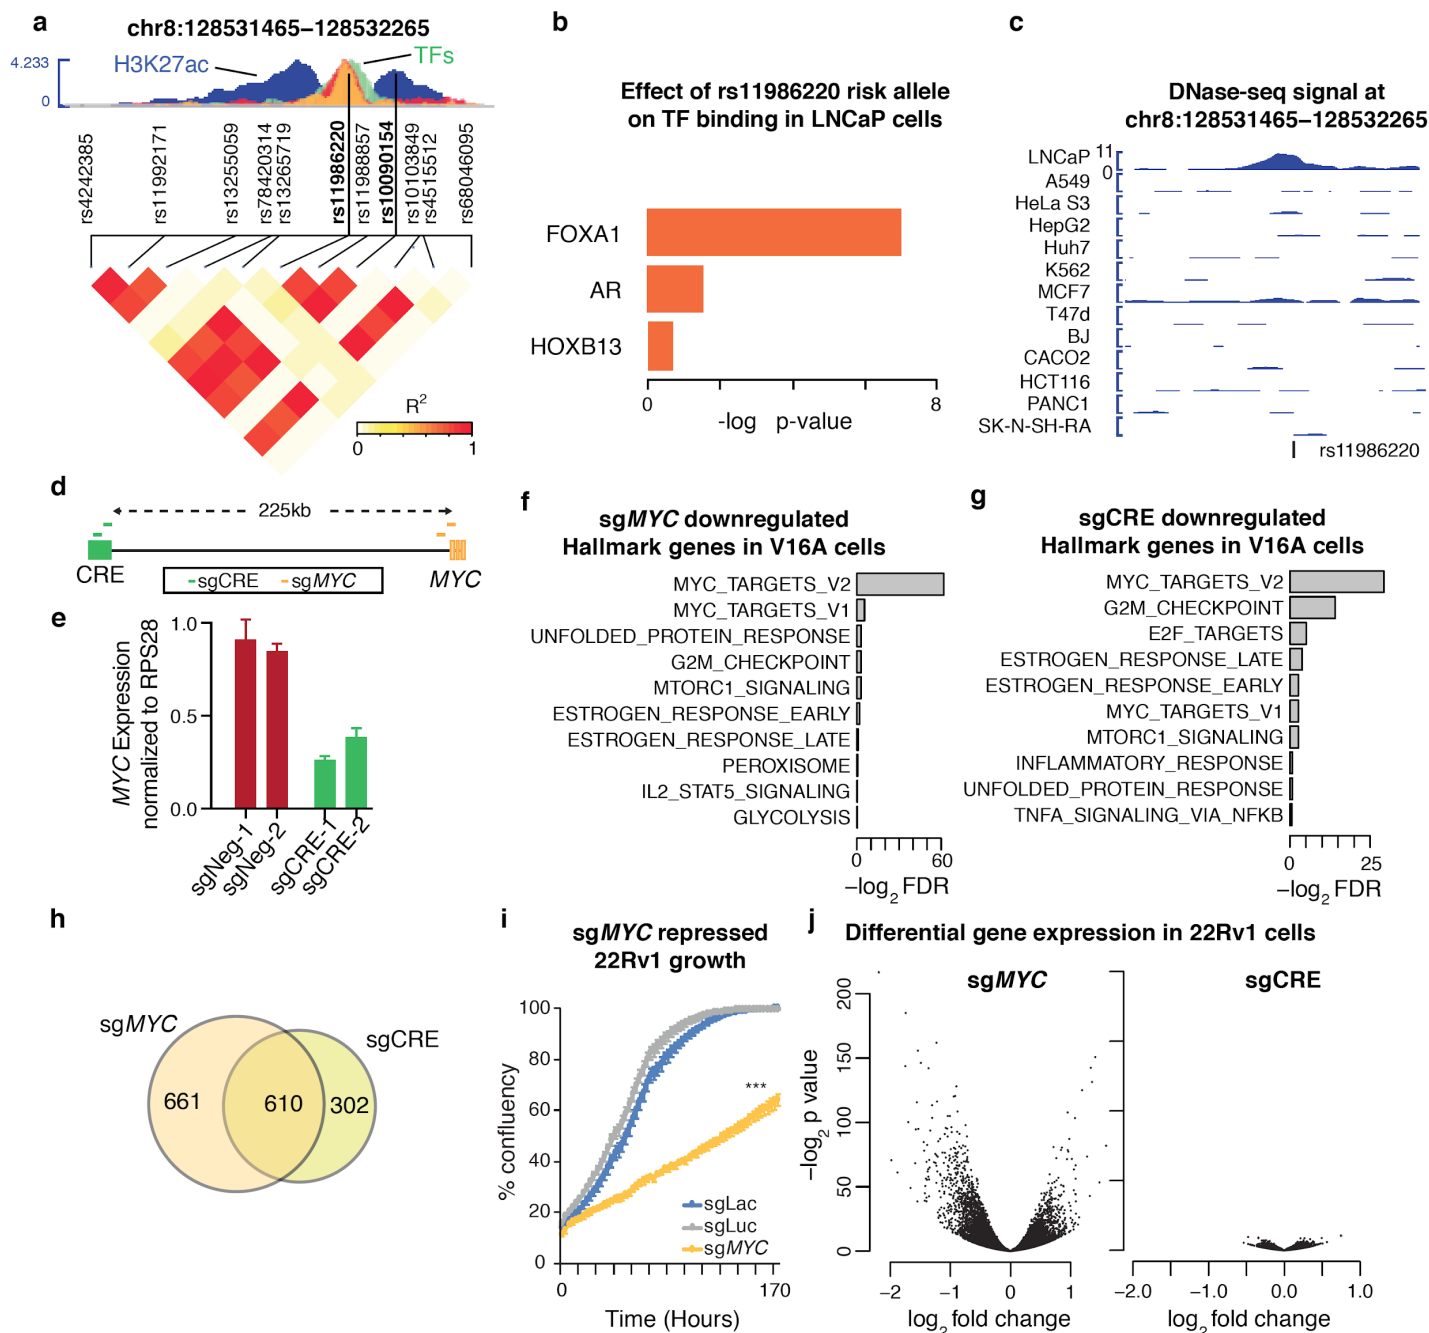 a
chr8:128531465–128532265
4.233
0
H3K27ac
TFs
rs4242385
rs11992171
rs13255059
rs78420314
rs13265719
rs11986220
rs11988857
rs10090154
rs10103849
rs4515512
rs68046095
R2
0
1
b
Effect of rs11986220 risk allele
on TF binding in LNCaP cells
FOXA1
AR
HOXB13
0
8
-log p-value
c
DNase-seq signal at
chr8:128531465–128532265
LNCaP
11
0
A549
HeLa S3
HepG2
Huh7
K562
MCF7
T47d
BJ
CACO2
HCT116
PANC1
SK-N-SH-RA
rs11986220
d
225kb
CRE
MYC
sgCRE
sgMYC
e
MYC Expression
normalized to RPS28
1.0
0.5
0.0
sgNeg-1
sgNeg-2
sgCRE-1
sgCRE-2
f
sgMYC downregulated
Hallmark genes in V16A cells
MYC_TARGETS_V2
MYC_TARGETS_V1
UNFOLDED_PROTEIN_RESPONSE
G2M_CHECKPOINT
MTORC1_SIGNALING
ESTROGEN_RESPONSE_EARLY
ESTROGEN_RESPONSE_LATE
PEROXISOME
IL2_STAT5_SIGNALING
GLYCOLYSIS
0
60
–log2 FDR
g
sgCRE downregulated
Hallmark genes in V16A cells
MYC_TARGETS_V2
G2M_CHECKPOINT
E2F_TARGETS
ESTROGEN_RESPONSE_LATE
ESTROGEN_RESPONSE_EARLY
MYC_TARGETS_V1
MTORC1_SIGNALING
INFLAMMATORY_RESPONSE
UNFOLDED_PROTEIN_RESPONSE
TNFA_SIGNALING_VIA_NFKB
0
25
–log2 FDR
h
sgMYC
sgCRE
661
610
302
i
sgMYC repressed
22Rv1 growth
% confluency
100
80
60
40
20
0
***
sgLac
sgLuc
sgMYC
0
170
Time (Hours)
j
Differential gene expression in 22Rv1 cells
sgMYC
sgCRE
–log2 p value
200
150
100
50
0
−2
−1
0
1
log2 fold change
−2.0
−1.0
0.0
1.0
log2 fold change